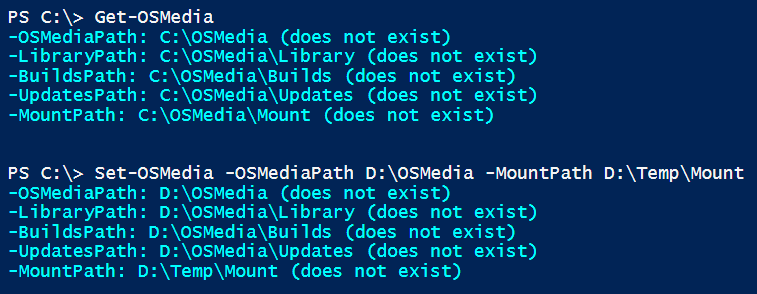 PS C:\> Get-OSMedia
-OSMediaPath: C:\OSMedia (does not exist)
-LibraryPath: C:\OSMedia\Library (does not exist)
-BuildsPath: C:\OSMedia\Builds (does not exist)
-UpdatesPath: C:\OSMedia\Updates (does not exist)
-MountPath: C:\OSMedia\Mount (does not exist)
PS C:\> Set-OSMedia -OSMediaPath D:\OSMedia -MountPath D:\Temp\Mount
-OSMediaPath: D:\OSMedia (does not exist)
-LibraryPath: D:\OSMedia\Library (does not exist)
-BuildsPath: D:\OSMedia\Builds (does not exist)
-UpdatesPath: D:\OSMedia\Updates (does not exist)
-MountPath: D:\Temp\Mount (does not exist)